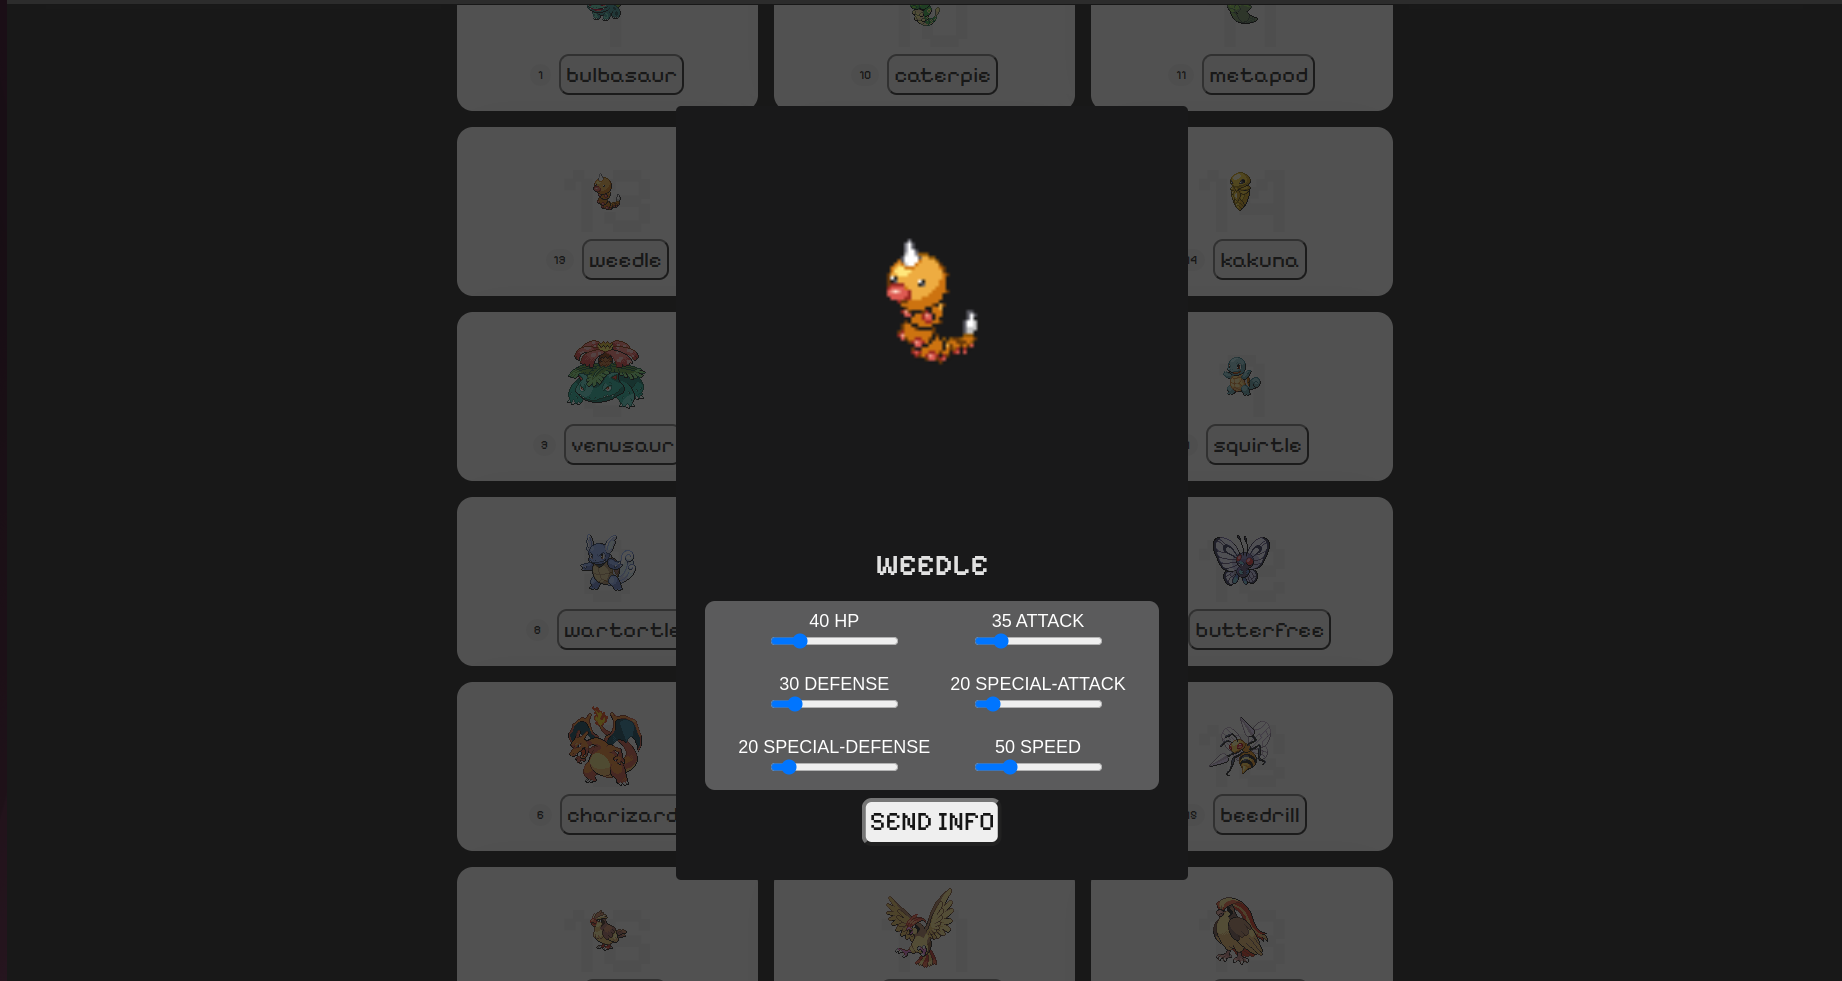 1 bulbasaur
10 caterpie
11 metapod
13 weedle
14 kakuna
3 venusaur
squirtle
8 wartortle
butterfree
6 charizard
beedrill
WEEDLE
40 HP
35 ATTACK
30 DEFENSE
20 SPECIAL-ATTACK
20 SPECIAL-DEFENSE
50 SPEED
SEND INFO